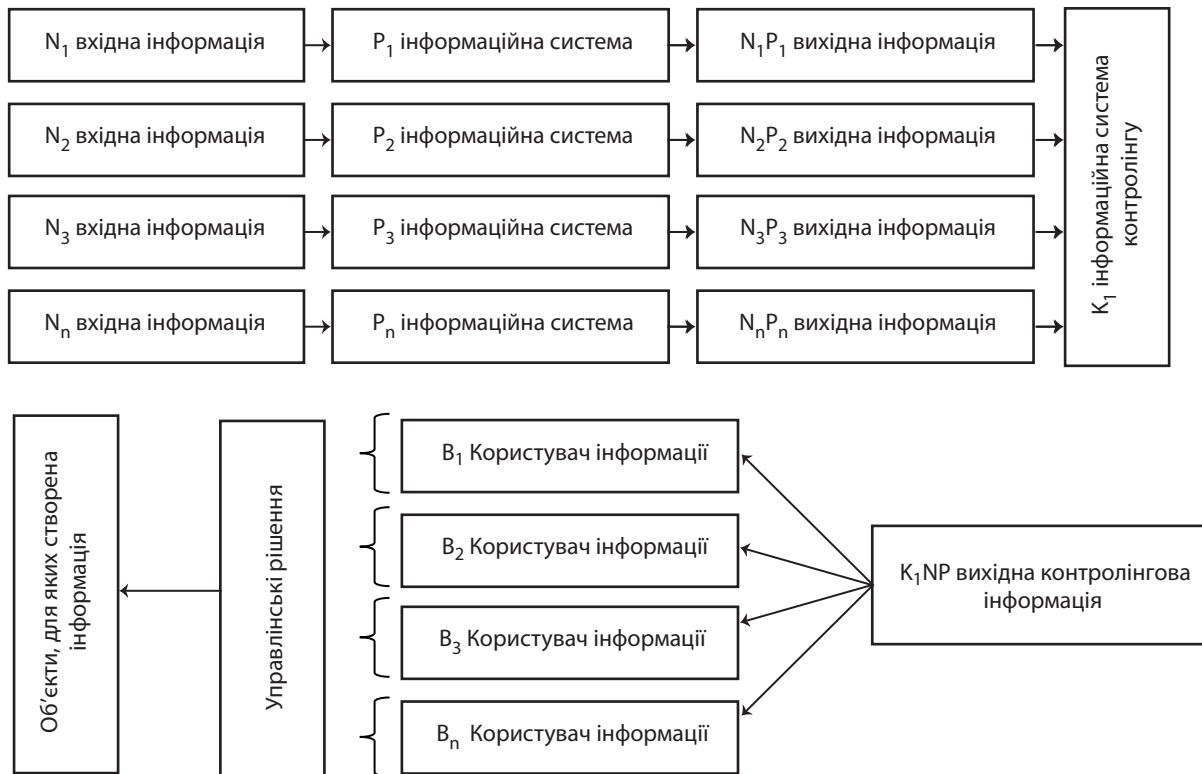 N₁ вхідна інформація
P₁ інформаційна система
N₁P₁ вихідна інформація
N₂ вхідна інформація
P₂ інформаційна система
N₂P₂ вихідна інформація
N₃ вхідна інформація
P₃ інформаційна система
N₃P₃ вихідна інформація
Nₙ вхідна інформація
Pₙ інформаційна система
NₙPₙ вихідна інформація
K₁ інформаційна система
контролінгу
Об’єкти, для яких створена
інформація
Управлінські рішення
B₁ Користувач інформації
B₂ Користувач інформації
B₃ Користувач інформації
Bₙ Користувач інформації
K₁NP вихідна контролінгова
інформація